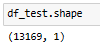 df_test.shape
(13169, 1)